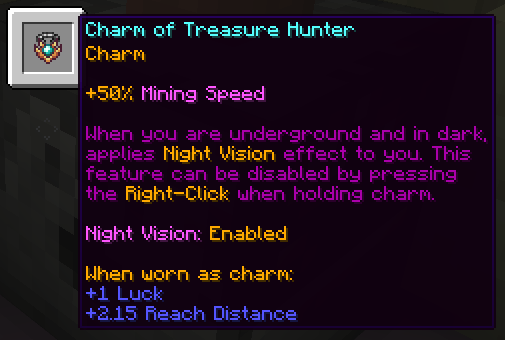 Charm of Treasure Hunter
Charm
+50% Mining Speed
When you are underground and in dark,
applies Night Vision effect to you. This
feature can be disabled by pressing
the Right-Click when holding charm.
Night Vision: Enabled
When worn as charm:
+1 Luck
+2.15 Reach Distance